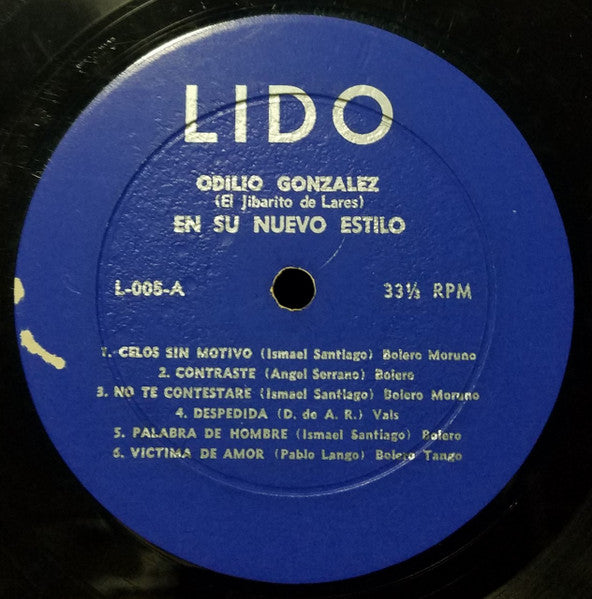 LIDO
ODILIO GONZALEZ
(El Jibarito de Lares)
EN SU NUEVO ESTILO
L-005-A 33⅓ RPM
1. CELOS SIN MOTIVO (Ismael Santiago) Bolero Moruno
2. CONTRASTE (Angel Serrano) Bolero
3. NO TE CONTESTARE (Ismael Santiago) Bolero Moruno
4. DESPEDIDA (D. de A. R.) Vals
5. PALABRA DE HOMBRE (Ismael Santiago) Bolero
6. VICTIMA DE AMOR (Pablo Lango) Bolero Tango